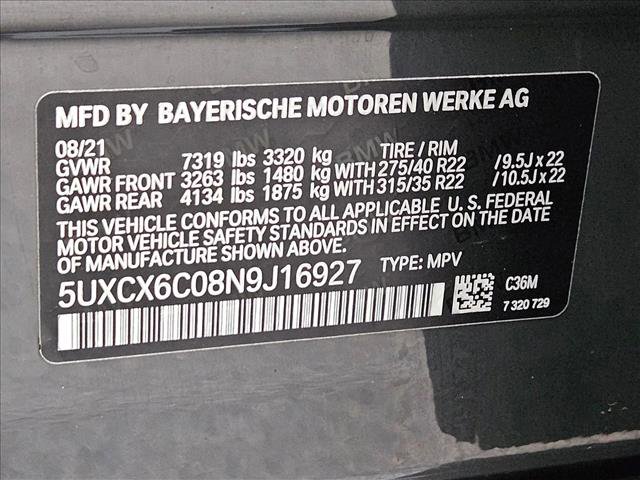 MFD BY BAYERISCHE MOTOREN WERKE AG
08/21 TIRE / RIM
GVWR 7319 lbs 3320 kg
GAWR FRONT 3263 lbs 1480 kg WITH 275/40 R22 /9.5J x 22
GAWR REAR 4134 lbs 1875 kg WITH 315/35 R22 /10.5J x 22
THIS VEHICLE CONFORMS TO ALL APPLICABLE U. S. FEDERAL
MOTOR VEHICLE SAFETY STANDARDS IN EFFECT ON THE DATE
OF MANUFACTURE SHOWN ABOVE.
5UXCX6C08N9J16927 TYPE: MPV
C36M
7 320 729